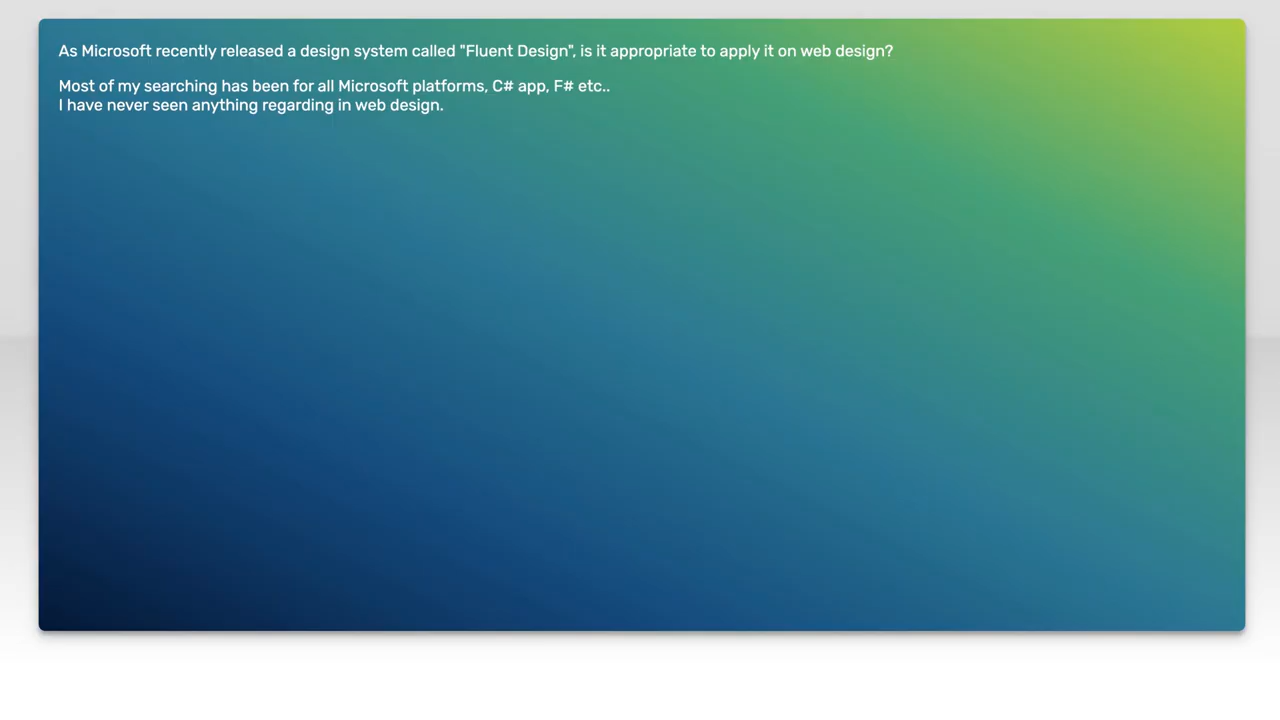 As Microsoft recently released a design system called "Fluent Design", is it appropriate to apply it on web design?
Most of my searching has been for all Microsoft platforms, C# app, F# etc..
I have never seen anything regarding in web design.